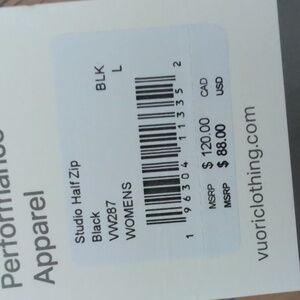 Performance
Apparel
Studio Half Zip
Black
VW287
WOMENS
BLK
L
1 96304 11335 2
MSRP $ 120.00 CAD
MSRP $ 88.00 USD
vuoriclothing.com